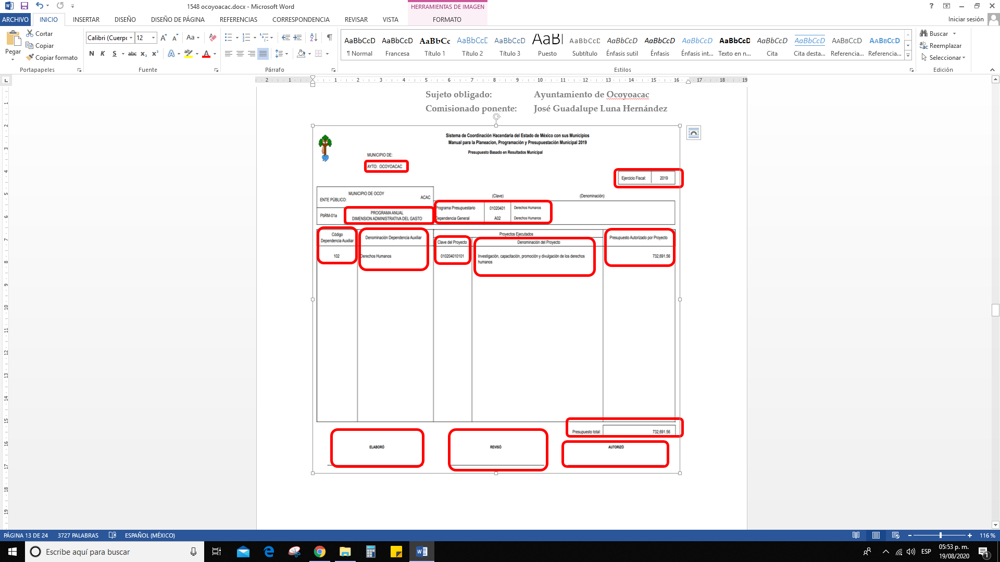 1548 ocoyoacac.docx - Microsoft Word
HERRAMIENTAS DE IMAGEN
ARCHIVO INICIO INSERTAR DISEÑO DISEÑO DE PÁGINA REFERENCIAS CORRESPONDENCIA REVISAR VISTA FORMATO
Iniciar sesión
Pegar
Cortar
Copiar
Copiar formato
Portapapeles
Calibri (Cuerpo 12
Fuente
Párrafo
AaBbCcD AaBbCcD AaBbCc AaBbCcD AaBbCcD AaBl AaBbCcD AaBbCcD AaBbCcD AaBbCcD AaBbCcD AaBbCcD AaBbCcD AaBbCcD AaBbCcD
¶ Normal Francesa Título 1 Título 2 Título 3 Puesto Subtítulo Énfasis sutil Énfasis Énfasis int... Texto en n... Cita Cita desta... Referencia... Referencia...
Estilos
Buscar
Reemplazar
Seleccionar
Edición
Sujeto obligado: Ayuntamiento de Ocoyoacac
Comisionado ponente: José Guadalupe Luna Hernández
Sistema de Coordinación Hacendaria del Estado de México con sus Municipios
Manual para la Planeacion, Programación y Presupuestación Municipal 2019
Presupuesto Basado en Resultados Municipal
MUNICIPIO DE:
AYTO: OCOYOACAC
Ejercicio Fiscal: 2019
MUNICIPIO DE OCOY
ACAC
ENTE PÚBLICO:
(Clave) (Denominación)
PbRM-01a
PROGRAMA ANUAL
DIMENSION ADMINISTRATIVA DEL GASTO
Programa Presupuestario 01020401 Derechos Humanos
Dependencia General A02 Derechos Humanos
Código
Dependencia Auxiliar
Denominación Dependencia Auxiliar
Proyectos Ejecutados
Clave del Proyecto
Denominación del Proyecto
Presupuesto Autorizado por Proyecto
102 Derechos Humanos 010204010101 Investigación, capacitación, promoción y divulgación de los derechos
humanos
732,691.56
Presupuesto total: 732,691.56
ELABORÓ REVISÓ AUTORIZÓ
PÁGINA 13 DE 24 3727 PALABRAS ESPAÑOL (MÉXICO) 116 %
Escribe aquí para buscar
ESP
05:53 p. m.
19/08/2020
1